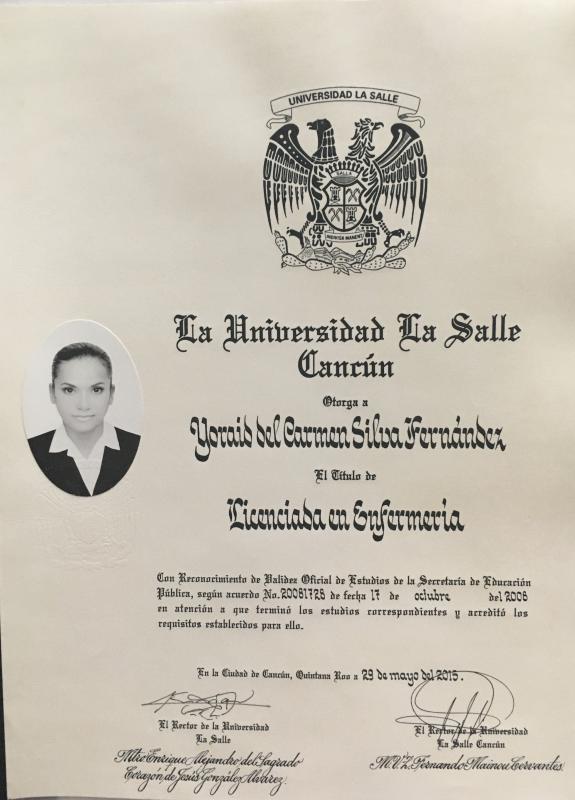 UNIVERSIDAD LA SALLE
SALLE
INDIVISA MANENT
La Universidad La Salle
Cancún
Otorga a
Yoraid del Carmen Silva Fernández
El Título de
Licenciada en Enfermería
Con Reconocimiento de Validez Oficial de Estudios de la Secretaría de Educación
Pública, según acuerdo No. 20081728 de fecha 17 de octubre del 2008
en atención a que terminó los estudios correspondientes y acreditó los
requisitos establecidos para ello.
En la Ciudad de Cancún, Quintana Roo a 29 de mayo del 2015.
El Rector de la Universidad
La Salle
Mtro Enrique Alejandro del Sagrado
Corazón de Jesús González Alvarez.
El Rector de la Universidad
La Salle Cancún
M.V.Z. Fernando Mainou Cervantes.